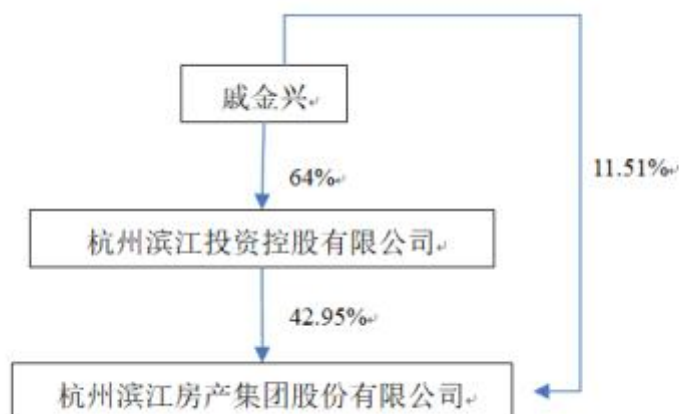 戚金兴
64%
11.51%
杭州滨江投资控股有限公司
42.95%
杭州滨江房产集团股份有限公司